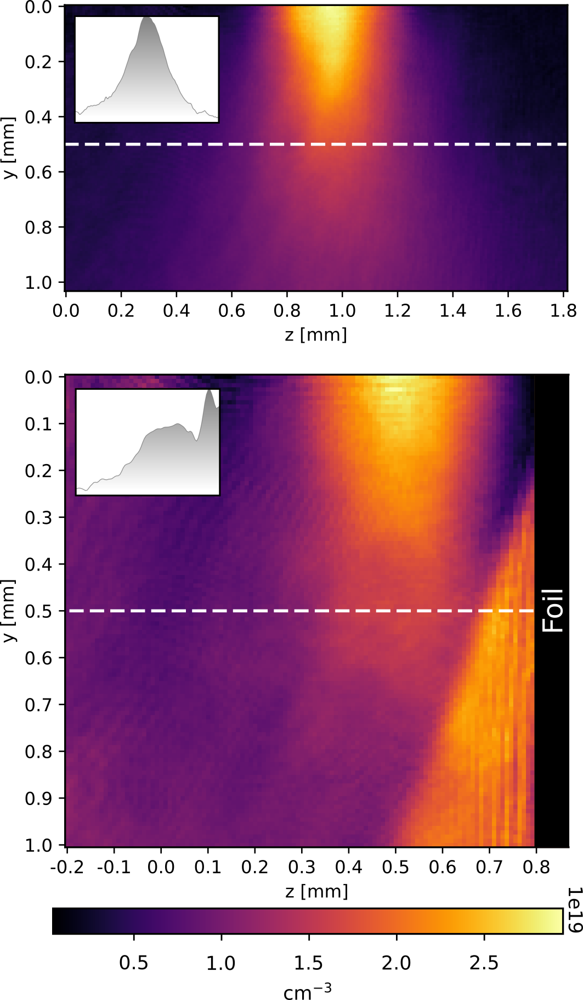 0.0
0.2
0.4
0.6
0.8
1.0
y [mm]
0.0 0.2 0.4 0.6 0.8 1.0 1.2 1.4 1.6 1.8
z [mm]
0.0
0.1
0.2
0.3
0.4
0.5
0.6
0.7
0.8
0.9
1.0
y [mm]
Foil
-0.2 -0.1 0.0 0.1 0.2 0.3 0.4 0.5 0.6 0.7 0.8
z [mm]
1e19
0.5 1.0 1.5 2.0 2.5
cm⁻³